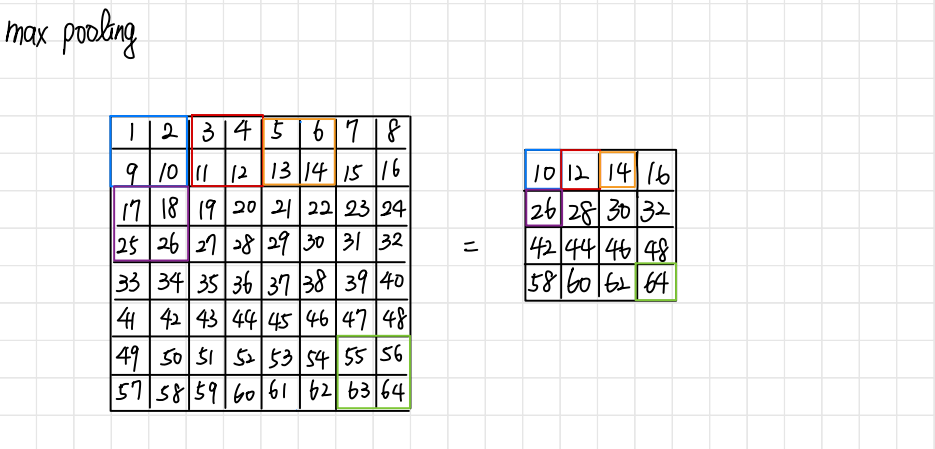 max pooling
1 2 3 4 5 6 7 8
9 10 11 12 13 14 15 16
17 18 19 20 21 22 23 24
25 26 27 28 29 30 31 32
33 34 35 36 37 38 39 40
41 42 43 44 45 46 47 48
49 50 51 52 53 54 55 56
57 58 59 60 61 62 63 64
=
10 12 14 16
26 28 30 32
42 44 46 48
58 60 62 64